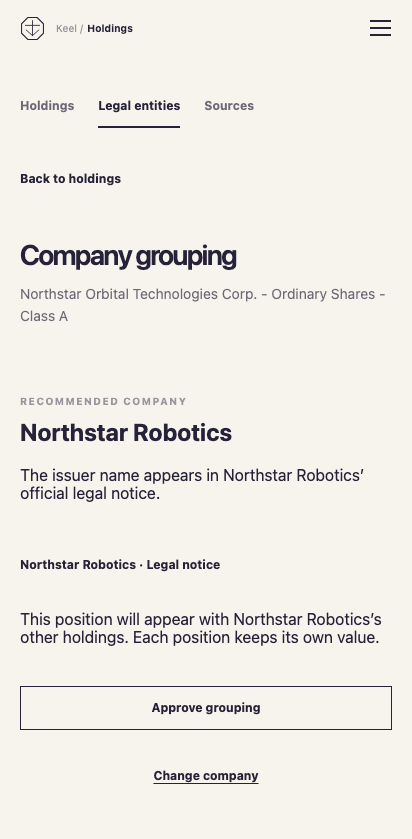 Keel / Holdings
Holdings Legal entities Sources
Back to holdings
Company grouping
Northstar Orbital Technologies Corp. - Ordinary Shares -
Class A
RECOMMENDED COMPANY
Northstar Robotics
The issuer name appears in Northstar Robotics’
official legal notice.
Northstar Robotics · Legal notice
This position will appear with Northstar Robotics’s
other holdings. Each position keeps its own value.
Approve grouping
Change company